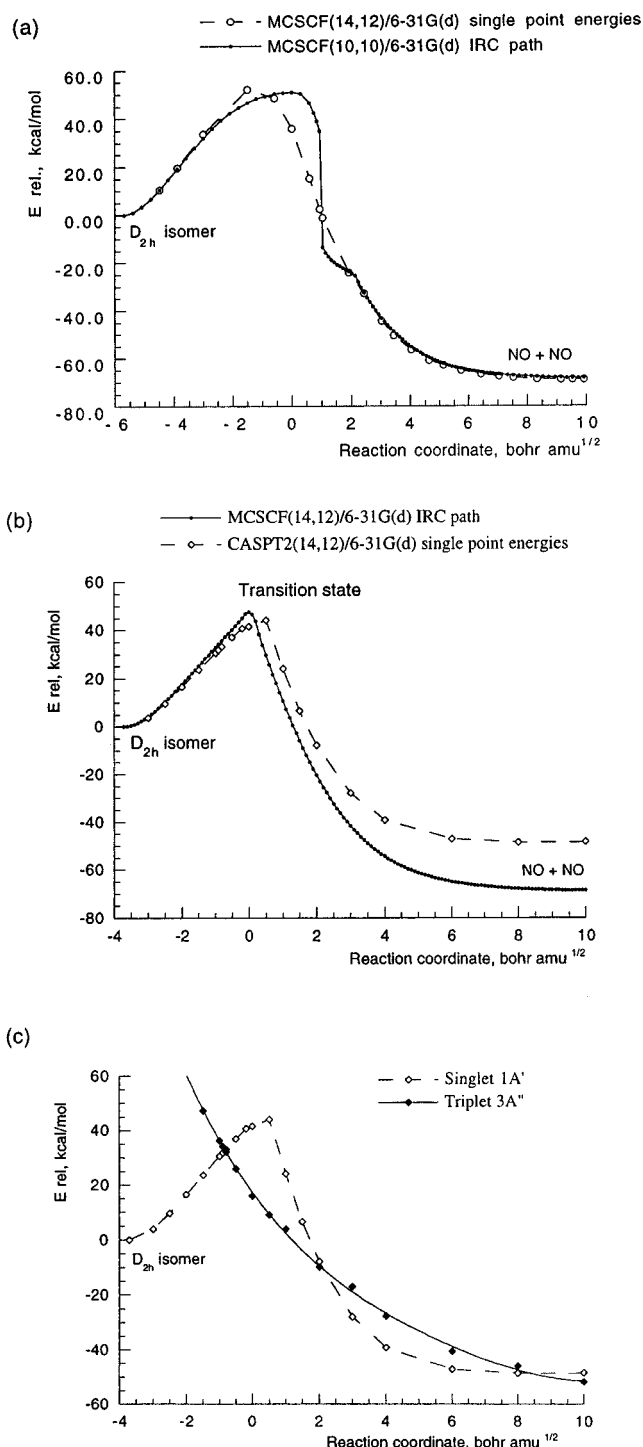 (a)
MCSCF(14,12)/6-31G(d) single point energies
MCSCF(10,10)/6-31G(d) IRC path
E rel., kcal/mol
60.0
40.0
20.0
0.00
-20.0
-40.0
-60.0
-80.0
D2h isomer
NO + NO
- 6 - 4 - 2 0 2 4 6 8 10
Reaction coordinate, bohr amu1/2
(b)
MCSCF(14,12)/6-31G(d) IRC path
CASPT2(14,12)/6-31G(d) single point energies
E rel, kcal/mol
60
40
20
0
-20
-40
-60
-80
Transition state
D2h isomer
NO + NO
-4 -2 0 2 4 6 8 10
Reaction coordinate, bohr amu 1/2
(c)
Singlet 1A'
Triplet 3A"
E rel, kcal/mol
60
40
20
0
-20
-40
-60
D2h isomer
-4 -2 0 2 4 6 8 10
Reaction coordinate, bohr amu 1/2